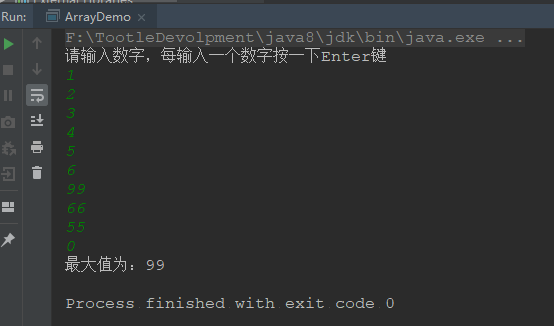 Run:
ArrayDemo
F:\TootleDevolpment\java8\jdk\bin\java.exe ...
请输入数字，每输入一个数字按一下Enter键
1
2
3
4
5
6
99
66
55
0
最大值为：99
Process finished with exit code 0